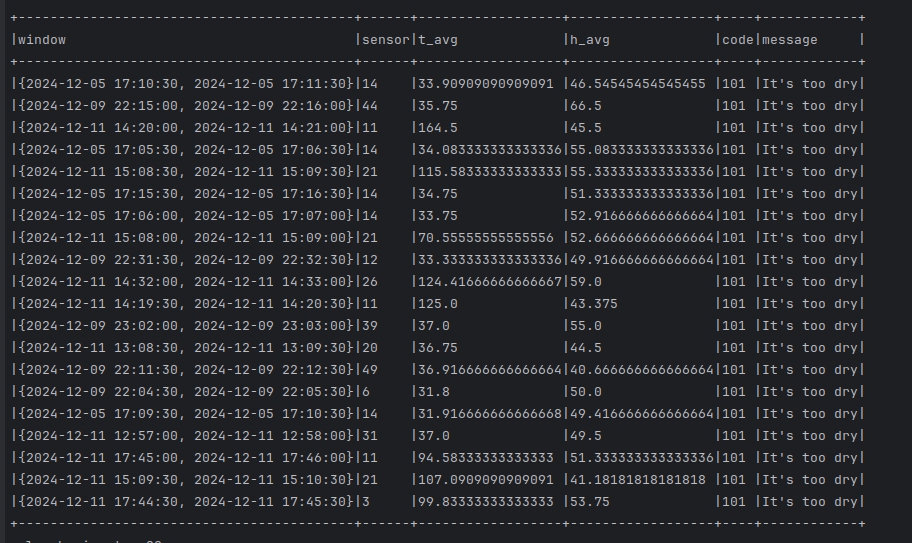 +------------------------------------------+------+------------------+------------------+----+------------+
|window                                    |sensor|t_avg             |h_avg             |code|message     |
+------------------------------------------+------+------------------+------------------+----+------------+
|{2024-12-05 17:10:30, 2024-12-05 17:11:30}|14    |33.90909090909091 |46.54545454545455 |101 |It's too dry|
|{2024-12-09 22:15:00, 2024-12-09 22:16:00}|44    |35.75             |66.5              |101 |It's too dry|
|{2024-12-11 14:20:00, 2024-12-11 14:21:00}|11    |164.5             |45.5              |101 |It's too dry|
|{2024-12-05 17:05:30, 2024-12-05 17:06:30}|14    |34.083333333333336|55.083333333333336|101 |It's too dry|
|{2024-12-11 15:08:30, 2024-12-11 15:09:30}|21    |115.58333333333333|55.333333333333336|101 |It's too dry|
|{2024-12-05 17:15:30, 2024-12-05 17:16:30}|14    |34.75             |51.333333333333336|101 |It's too dry|
|{2024-12-05 17:06:00, 2024-12-05 17:07:00}|14    |33.75             |52.916666666666664|101 |It's too dry|
|{2024-12-11 15:08:00, 2024-12-11 15:09:00}|21    |70.55555555555556 |52.666666666666664|101 |It's too dry|
|{2024-12-09 22:31:30, 2024-12-09 22:32:30}|12    |33.333333333333336|49.916666666666664|101 |It's too dry|
|{2024-12-11 14:32:00, 2024-12-11 14:33:00}|26    |124.41666666666667|59.0              |101 |It's too dry|
|{2024-12-11 14:19:30, 2024-12-11 14:20:30}|11    |125.0             |43.375            |101 |It's too dry|
|{2024-12-09 23:02:00, 2024-12-09 23:03:00}|39    |37.0              |55.0              |101 |It's too dry|
|{2024-12-11 13:08:30, 2024-12-11 13:09:30}|20    |36.75             |44.5              |101 |It's too dry|
|{2024-12-09 22:11:30, 2024-12-09 22:12:30}|49    |36.916666666666664|40.666666666666664|101 |It's too dry|
|{2024-12-09 22:04:30, 2024-12-09 22:05:30}|6     |31.8              |50.0              |101 |It's too dry|
|{2024-12-05 17:09:30, 2024-12-05 17:10:30}|14    |31.916666666666668|49.416666666666664|101 |It's too dry|
|{2024-12-11 12:57:00, 2024-12-11 12:58:00}|31    |37.0              |49.5              |101 |It's too dry|
|{2024-12-11 17:45:00, 2024-12-11 17:46:00}|11    |94.58333333333333 |51.333333333333336|101 |It's too dry|
|{2024-12-11 15:09:30, 2024-12-11 15:10:30}|21    |107.0909090909091 |41.18181818181818 |101 |It's too dry|
|{2024-12-11 17:44:30, 2024-12-11 17:45:30}|3     |99.83333333333333 |53.75             |101 |It's too dry|
+------------------------------------------+------+------------------+------------------+----+------------+